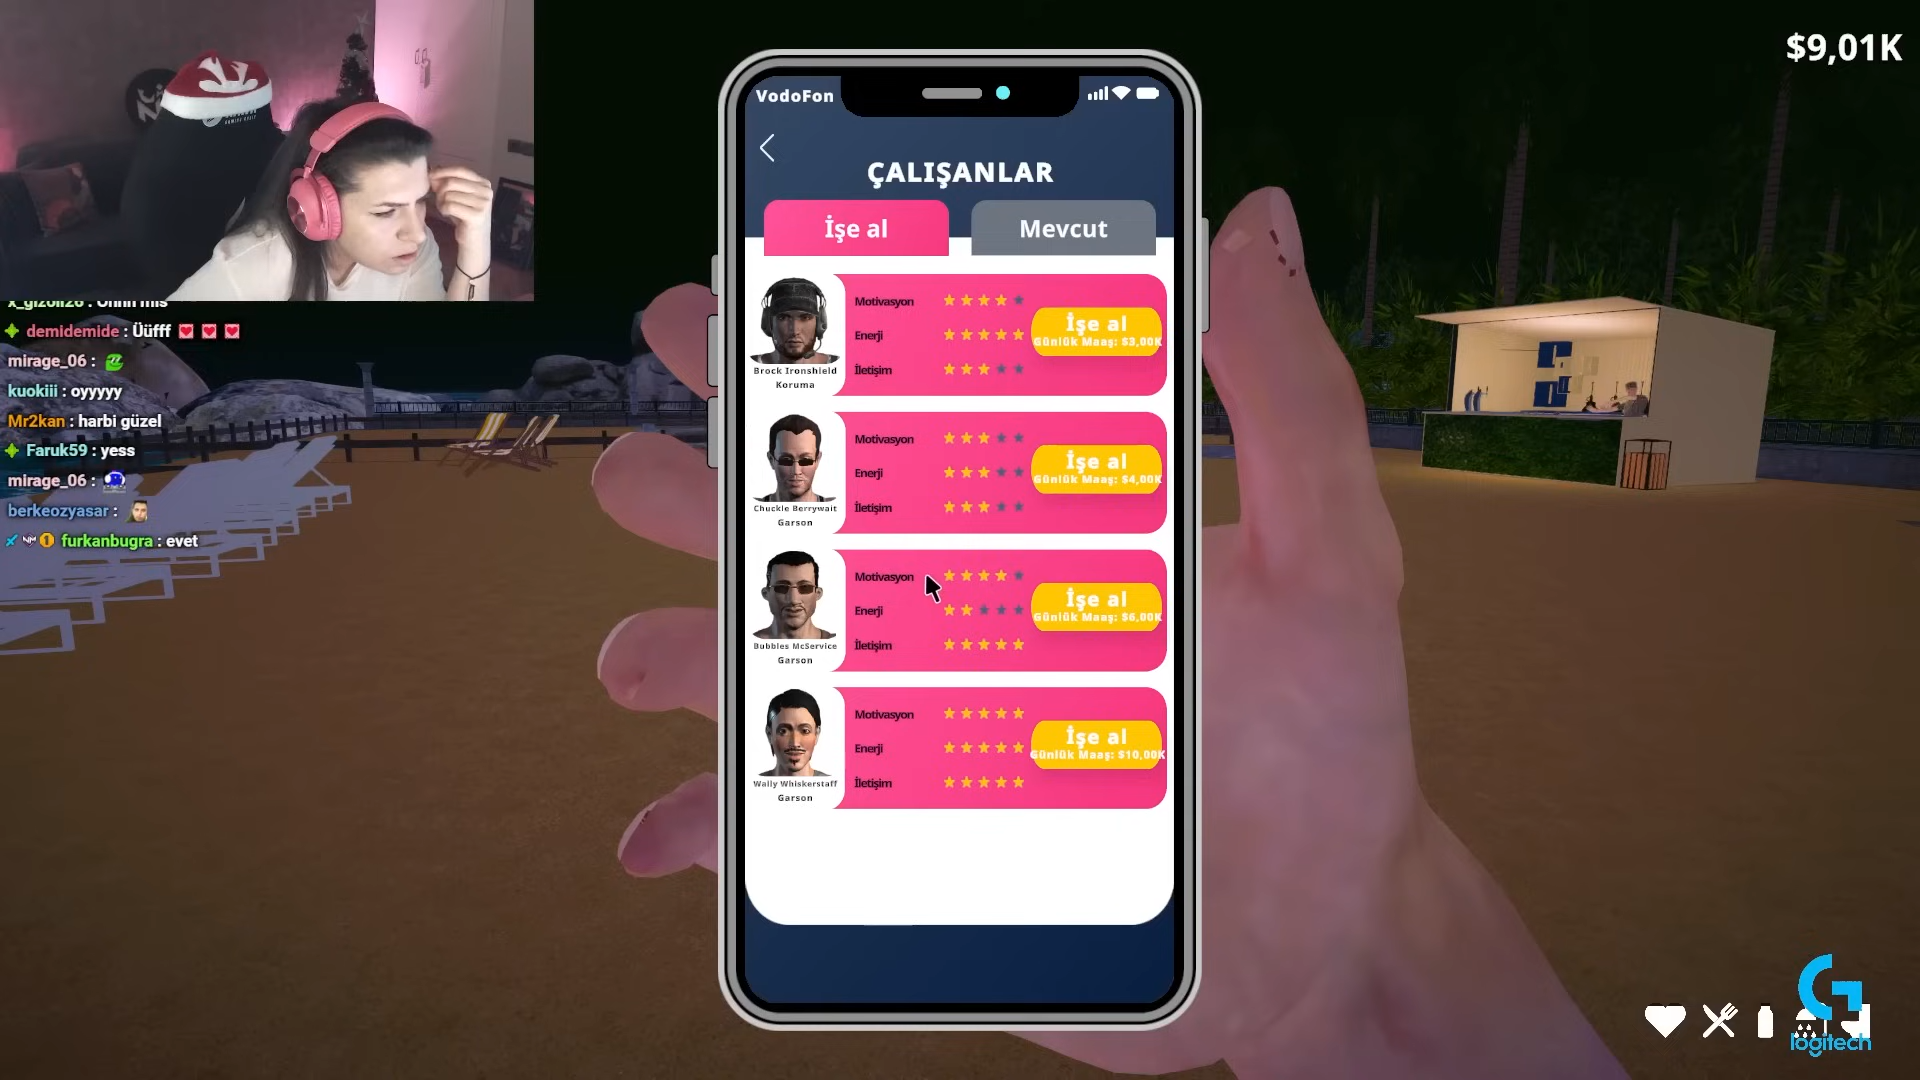 $9,01K
VodoFon
ÇALIŞANLAR
İşe al
Mevcut
Motivasyon
Enerji
İletişim
İşe al
Günlük Maaş: $3,00K
Brock Ironshield
Koruma
Motivasyon
Enerji
İletişim
İşe al
Günlük Maaş: $4,00K
Chuckle Berrywait
Garson
Motivasyon
Enerji
İletişim
İşe al
Günlük Maaş: $6,00K
Bubbles McService
Garson
Motivasyon
Enerji
İletişim
İşe al
Günlük Maaş: $10,00K
Wally Whiskerstaff
Garson
demidemide : Üüfff
mirage_06 :
kuokiii : oyyyyy
Mr2kan : harbi güzel
Faruk59 : yess
mirage_06 :
berkeozyasar :
furkanbugra : evet
logitech